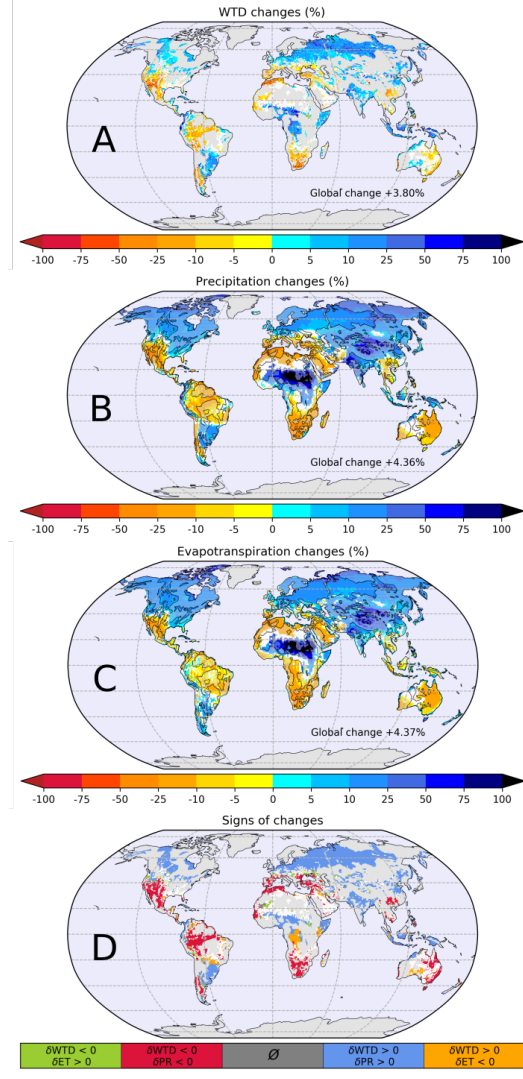 WTD changes (%)
A
Global change +3.80%
-100 -75 -50 -25 -10 -5 0 5 10 25 50 75 100
Precipitation changes (%)
B
Global change +4.36%
-100 -75 -50 -25 -10 -5 0 5 10 25 50 75 100
Evapotranspiration changes (%)
C
Global change +4.37%
-100 -75 -50 -25 -10 -5 0 5 10 25 50 75 100
Signs of changes
D
δWTD < 0 δWTD < 0 Ø δWTD > 0 δWTD > 0
δET > 0 δPR < 0 δPR > 0 δET < 0